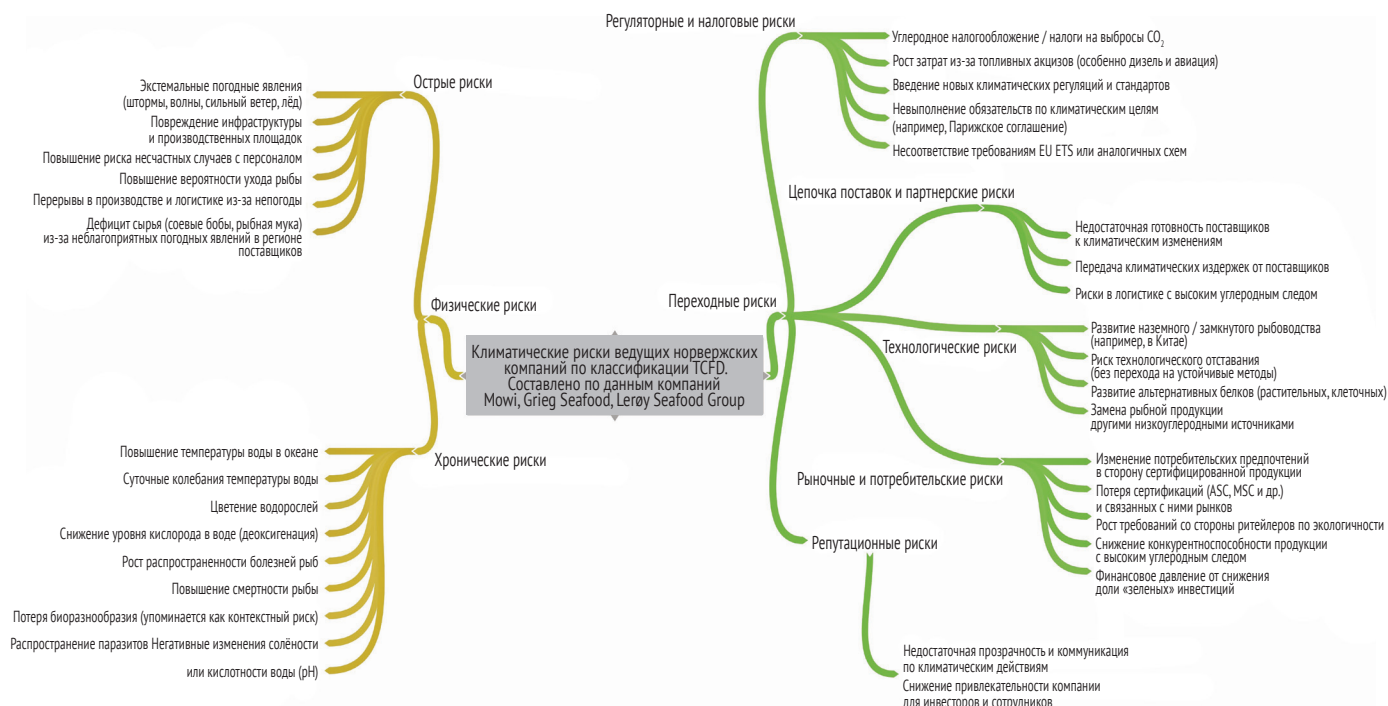 Климатические риски ведущих норвержских
компаний по классификации TCFD.
Составлено по данным компаний
Mowi, Grieg Seafood, Lerøy Seafood Group
Физические риски
Острые риски
Экстемальные погодные явления
(штормы, волны, сильный ветер, лёд)
Повреждение инфраструктуры
и производственных площадок
Повышение риска несчастных случаев с персоналом
Повышение вероятности ухода рыбы
Перерывы в производстве и логистике из-за непогоды
Дефицит сырья (соевые бобы, рыбная мука)
из-за неблагоприятных погодных явлений в регионе
поставщиков
Хронические риски
Повышение температуры воды в океане
Суточные колебания температуры воды
Цветение водорослей
Снижение уровня кислорода в воде (деоксигенация)
Рост распространенности болезней рыб
Повышение смертности рыбы
Потеря биоразнообразия (упоминается как контекстный риск)
Распространение паразитов Негативные изменения солёности
или кислотности воды (pH)
Переходные риски
Регуляторные и налоговые риски
Углеродное налогообложение / налоги на выбросы CO₂
Рост затрат из-за топливных акцизов (особенно дизель и авиация)
Введение новых климатических регуляций и стандартов
Невыполнение обязательств по климатическим целям
(например, Парижское соглашение)
Несоответствие требованиям EU ETS или аналогичных схем
Цепочка поставок и партнерские риски
Недостаточная готовность поставщиков
к климатическим изменениям
Передача климатических издержек от поставщиков
Риски в логистике с высоким углеродным следом
Технологические риски
Развитие наземного / замкнутого рыбоводства
(например, в Китае)
Риск технологического отставания
(без перехода на устойчивые методы)
Развитие альтернативных белков (растительных, клеточных)
Замена рыбной продукции
другими низкоуглеродными источниками
Рыночные и потребительские риски
Изменение потребительских предпочтений
в сторону сертифицированной продукции
Потеря сертификаций (ASC, MSC и др.)
и связанных с ними рынков
Рост требований со стороны ритейлеров по экологичности
Снижение конкурентноспособности продукции
с высоким углеродным следом
Финансовое давление от снижения
доли «зеленых» инвестиций
Репутационные риски
Недостаточная прозрачность и коммуникация
по климатическим действиям
Снижение привлекательности компании
для инвесторов и сотрудников